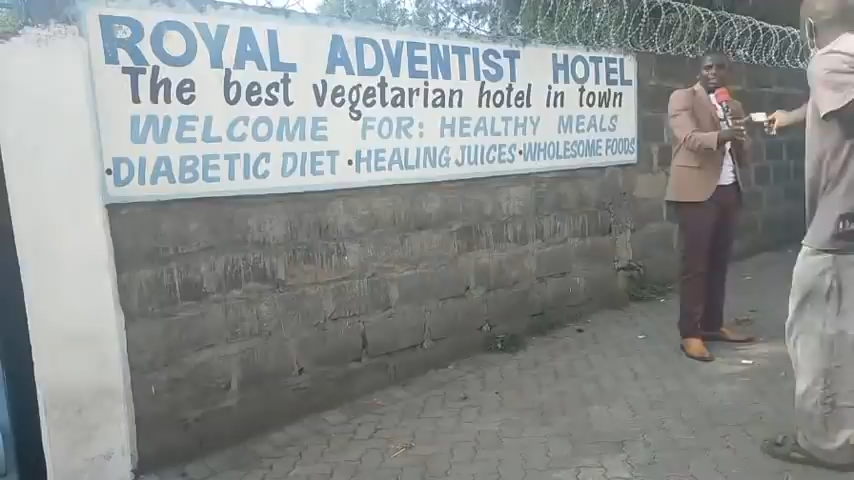 ROYAL ADVENTIST HOTEL
The best vegetarian hotel in town
WELCOME FOR: HEALTHY MEALS
•DIABETIC DIET •HEALING JUICES •WHOLESOME FOODS